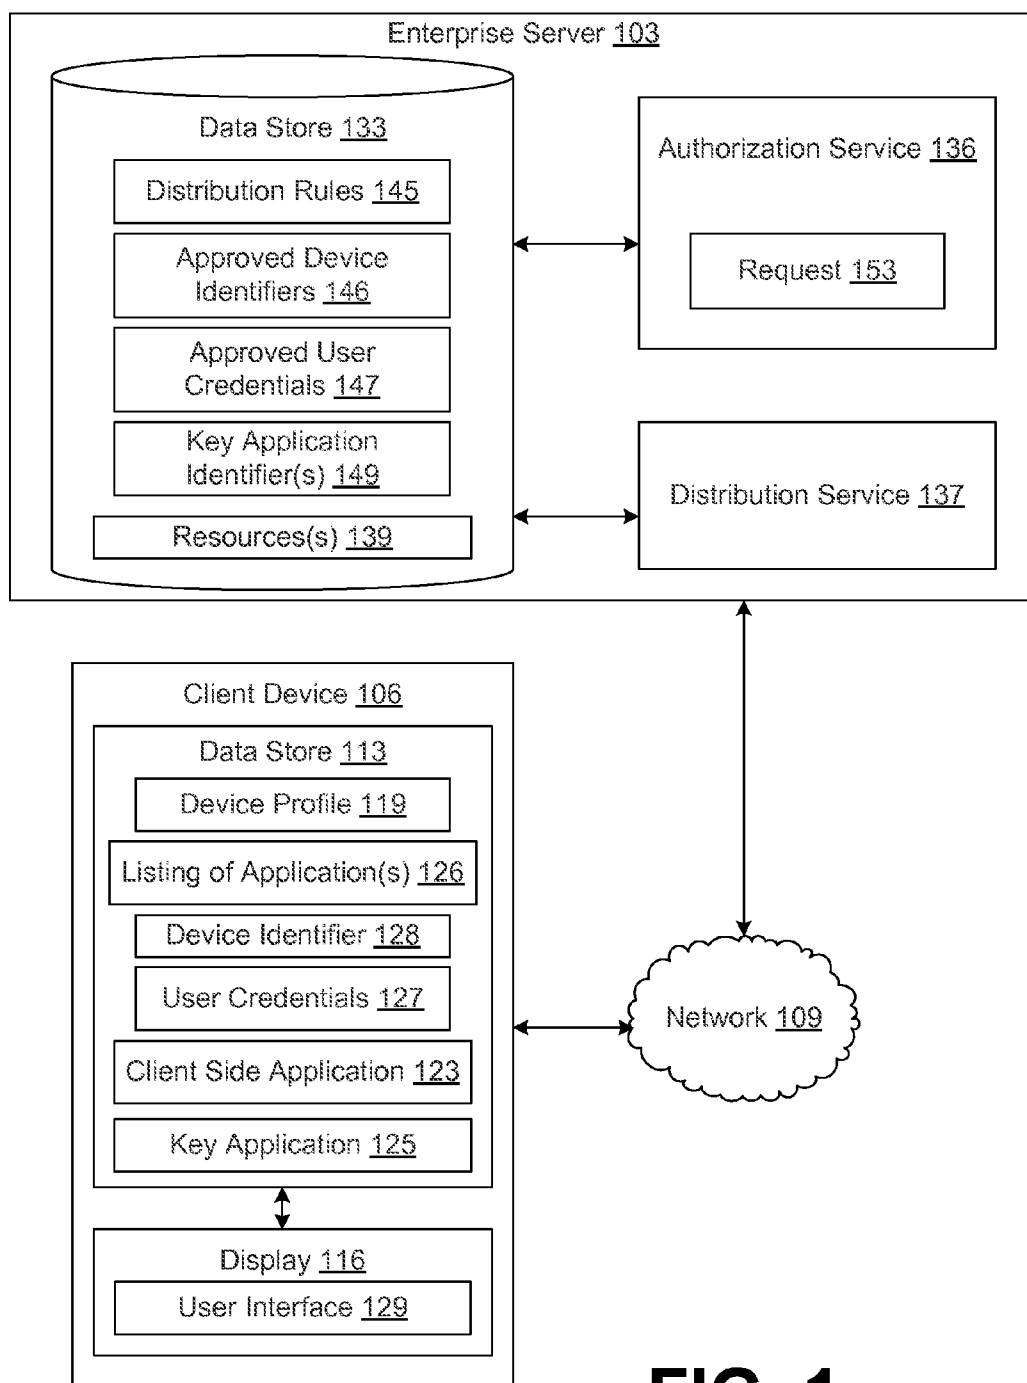 Enterprise Server 103
Data Store 133
Distribution Rules 145
Approved Device
Identifiers 146
Approved User
Credentials 147
Key Application
Identifier(s) 149
Resources(s) 139
Authorization Service 136
Request 153
Distribution Service 137
Client Device 106
Data Store 113
Device Profile 119
Listing of Application(s) 126
Device Identifier 128
User Credentials 127
Client Side Application 123
Key Application 125
Display 116
User Interface 129
Network 109
FIG. 1